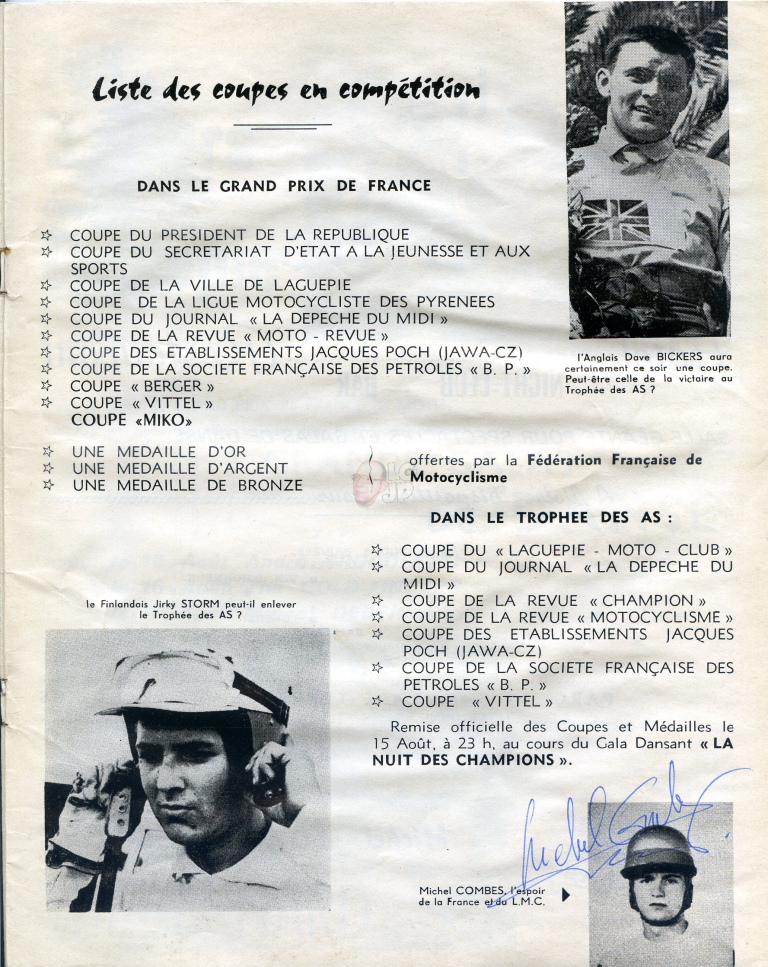 Liste des coupes en compétition
DANS LE GRAND PRIX DE FRANCE
☆ COUPE DU PRESIDENT DE LA REPUBLIQUE
☆ COUPE DU SECRETARIAT D'ETAT A LA JEUNESSE ET AUX
SPORTS
☆ COUPE DE LA VILLE DE LAGUEPIE
☆ COUPE DE LA LIGUE MOTOCYCLISTE DES PYRENEES
☆ COUPE DU JOURNAL « LA DEPECHE DU MIDI »
☆ COUPE DE LA REVUE « MOTO - REVUE »
☆ COUPE DES ETABLISSEMENTS JACQUES POCH (JAWA-CZ)
☆ COUPE DE LA SOCIETE FRANÇAISE DES PETROLES « B. P. »
☆ COUPE « BERGER »
☆ COUPE « VITTEL »
COUPE «MIKO»
l'Anglais Dave BICKERS aura
certainement ce soir une coupe.
Peut-être celle de la victoire au
Trophée des AS ?
☆ UNE MEDAILLE D'OR
☆ UNE MEDAILLE D'ARGENT
☆ UNE MEDAILLE DE BRONZE
offertes par la Fédération Française de
Motocyclisme
DANS LE TROPHEE DES AS :
☆ COUPE DU « LAGUEPIE - MOTO - CLUB »
☆ COUPE DU JOURNAL « LA DEPECHE DU
MIDI »
☆ COUPE DE LA REVUE « CHAMPION »
☆ COUPE DE LA REVUE « MOTOCYCLISME »
☆ COUPE DES ETABLISSEMENTS JACQUES
POCH (JAWA-CZ)
☆ COUPE DE LA SOCIETE FRANÇAISE DES
PETROLES « B. P. »
☆ COUPE « VITTEL »
le Finlandais Jirky STORM peut-il enlever
le Trophée des AS ?
Remise officielle des Coupes et Médailles le
15 Août, à 23 h, au cours du Gala Dansant « LA
NUIT DES CHAMPIONS ».
Michel COMBES, l'espoir
de la France et du L.M.C.